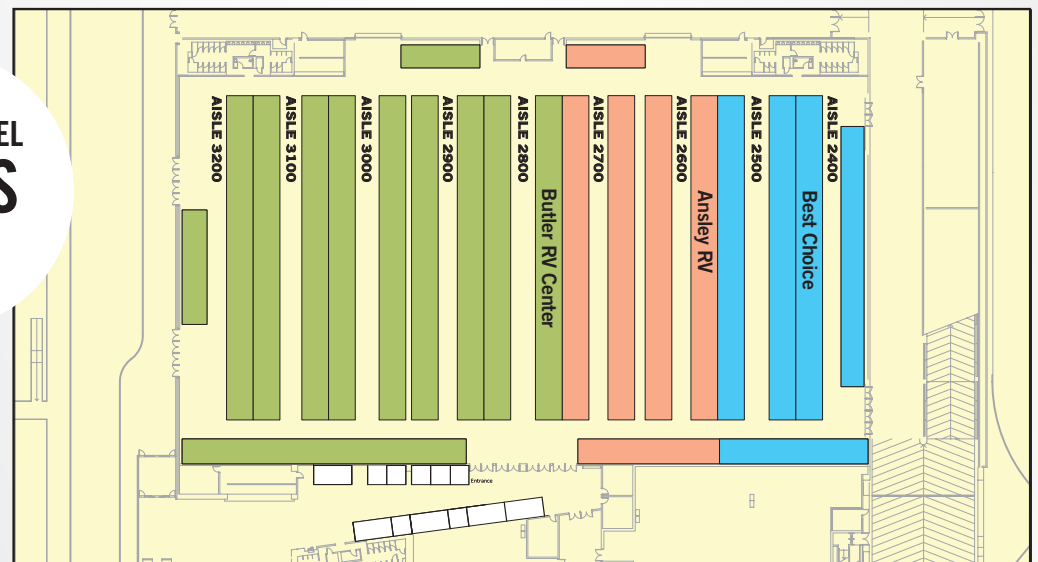 EL
S
AISLE 3200
AISLE 3100
AISLE 3000
AISLE 2900
AISLE 2800
AISLE 2700
AISLE 2600
AISLE 2500
AISLE 2400
Butler RV Center
Ansley RV
Best Choice
Entrance